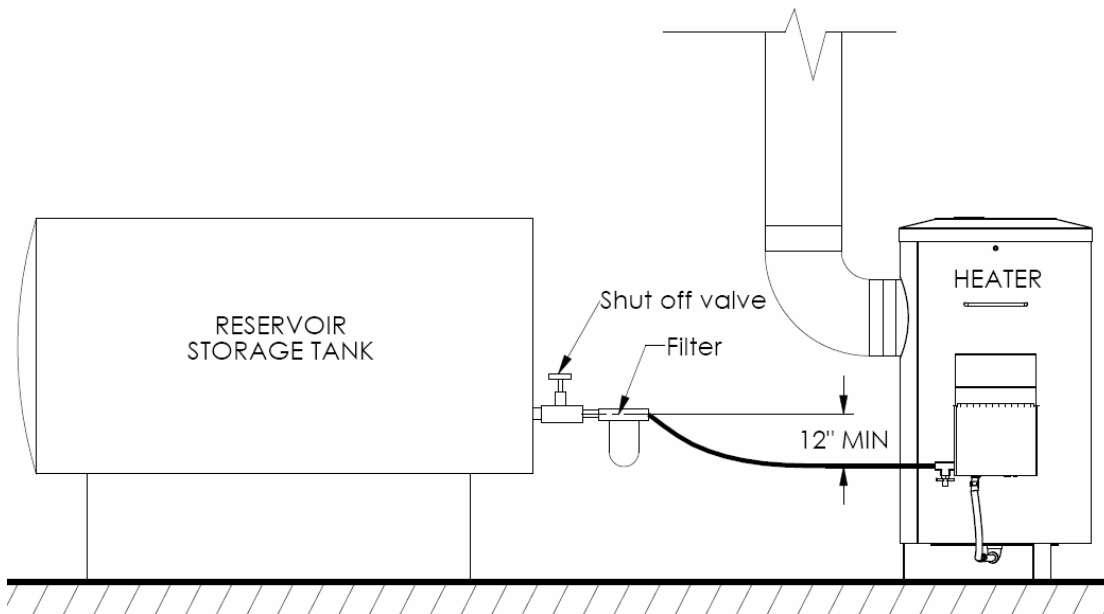 RESERVOIR
STORAGE TANK
Shut off valve
Filter
12" MIN
HEATER